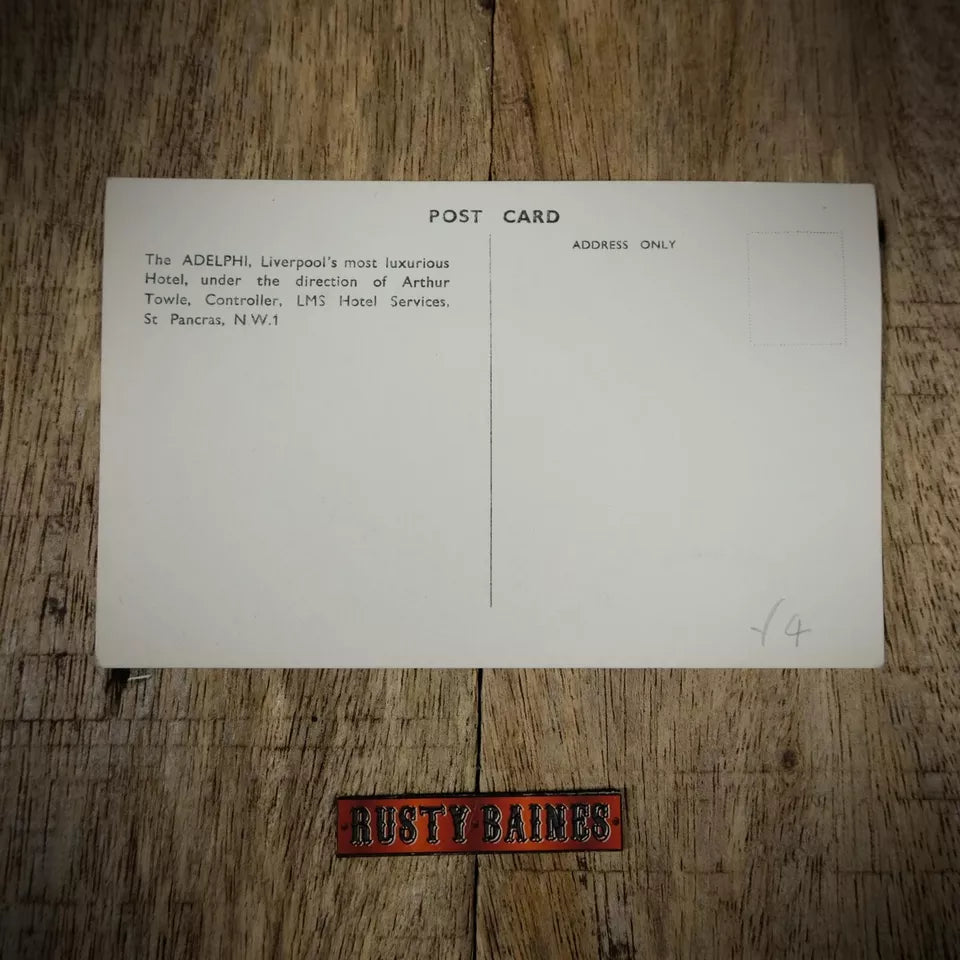 POST CARD
The ADELPHI, Liverpool's most luxurious
Hotel, under the direction of Arthur
Towle, Controller, LMS Hotel Services,
St Pancras, N.W.1
ADDRESS ONLY
4
RUSTY BAINES